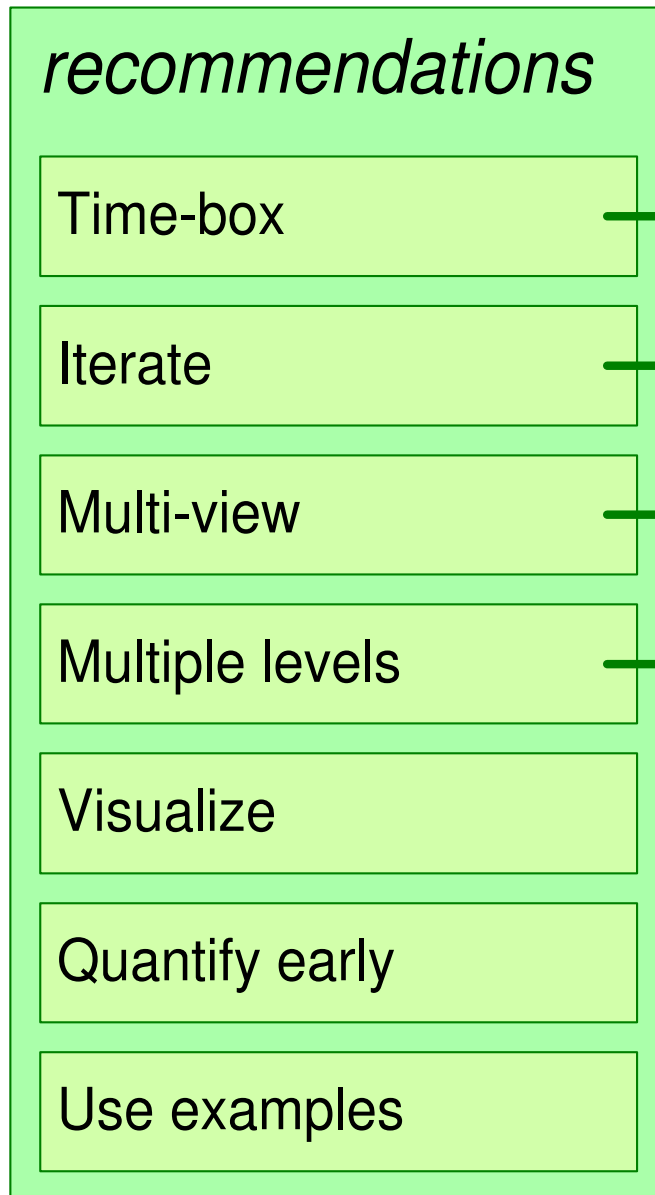 recommendations
Time-box
Iterate
Multi-view
Multiple levels
Visualize
Quantify early
Use examples